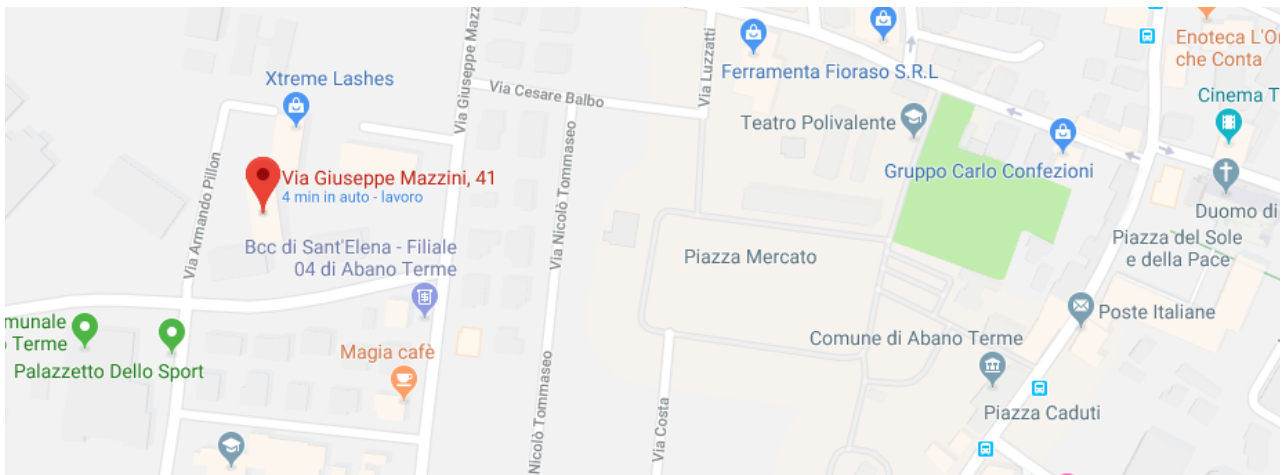 Enoteca L'O
che Conta
Xtreme Lashes
Via Giuseppe Mazz
Via Cesare Balbo
Via Luzzatti
Ferramenta Fioraso S.R.L
Cinema T
Teatro Polivalente
Gruppo Carlo Confezioni
Via Giuseppe Mazzini, 41
4 min in auto - lavoro
Via Armando Pillon
Via Nicolò Tommaseo
Duomo di
Bcc di Sant'Elena - Filiale
04 di Abano Terme
Piazza Mercato
Piazza del Sole
e della Pace
Poste Italiane
munale
Terme
Palazzetto Dello Sport
Magia cafè
Comune di Abano Terme
Nicolò Tommaseo
Via Costa
Piazza Caduti